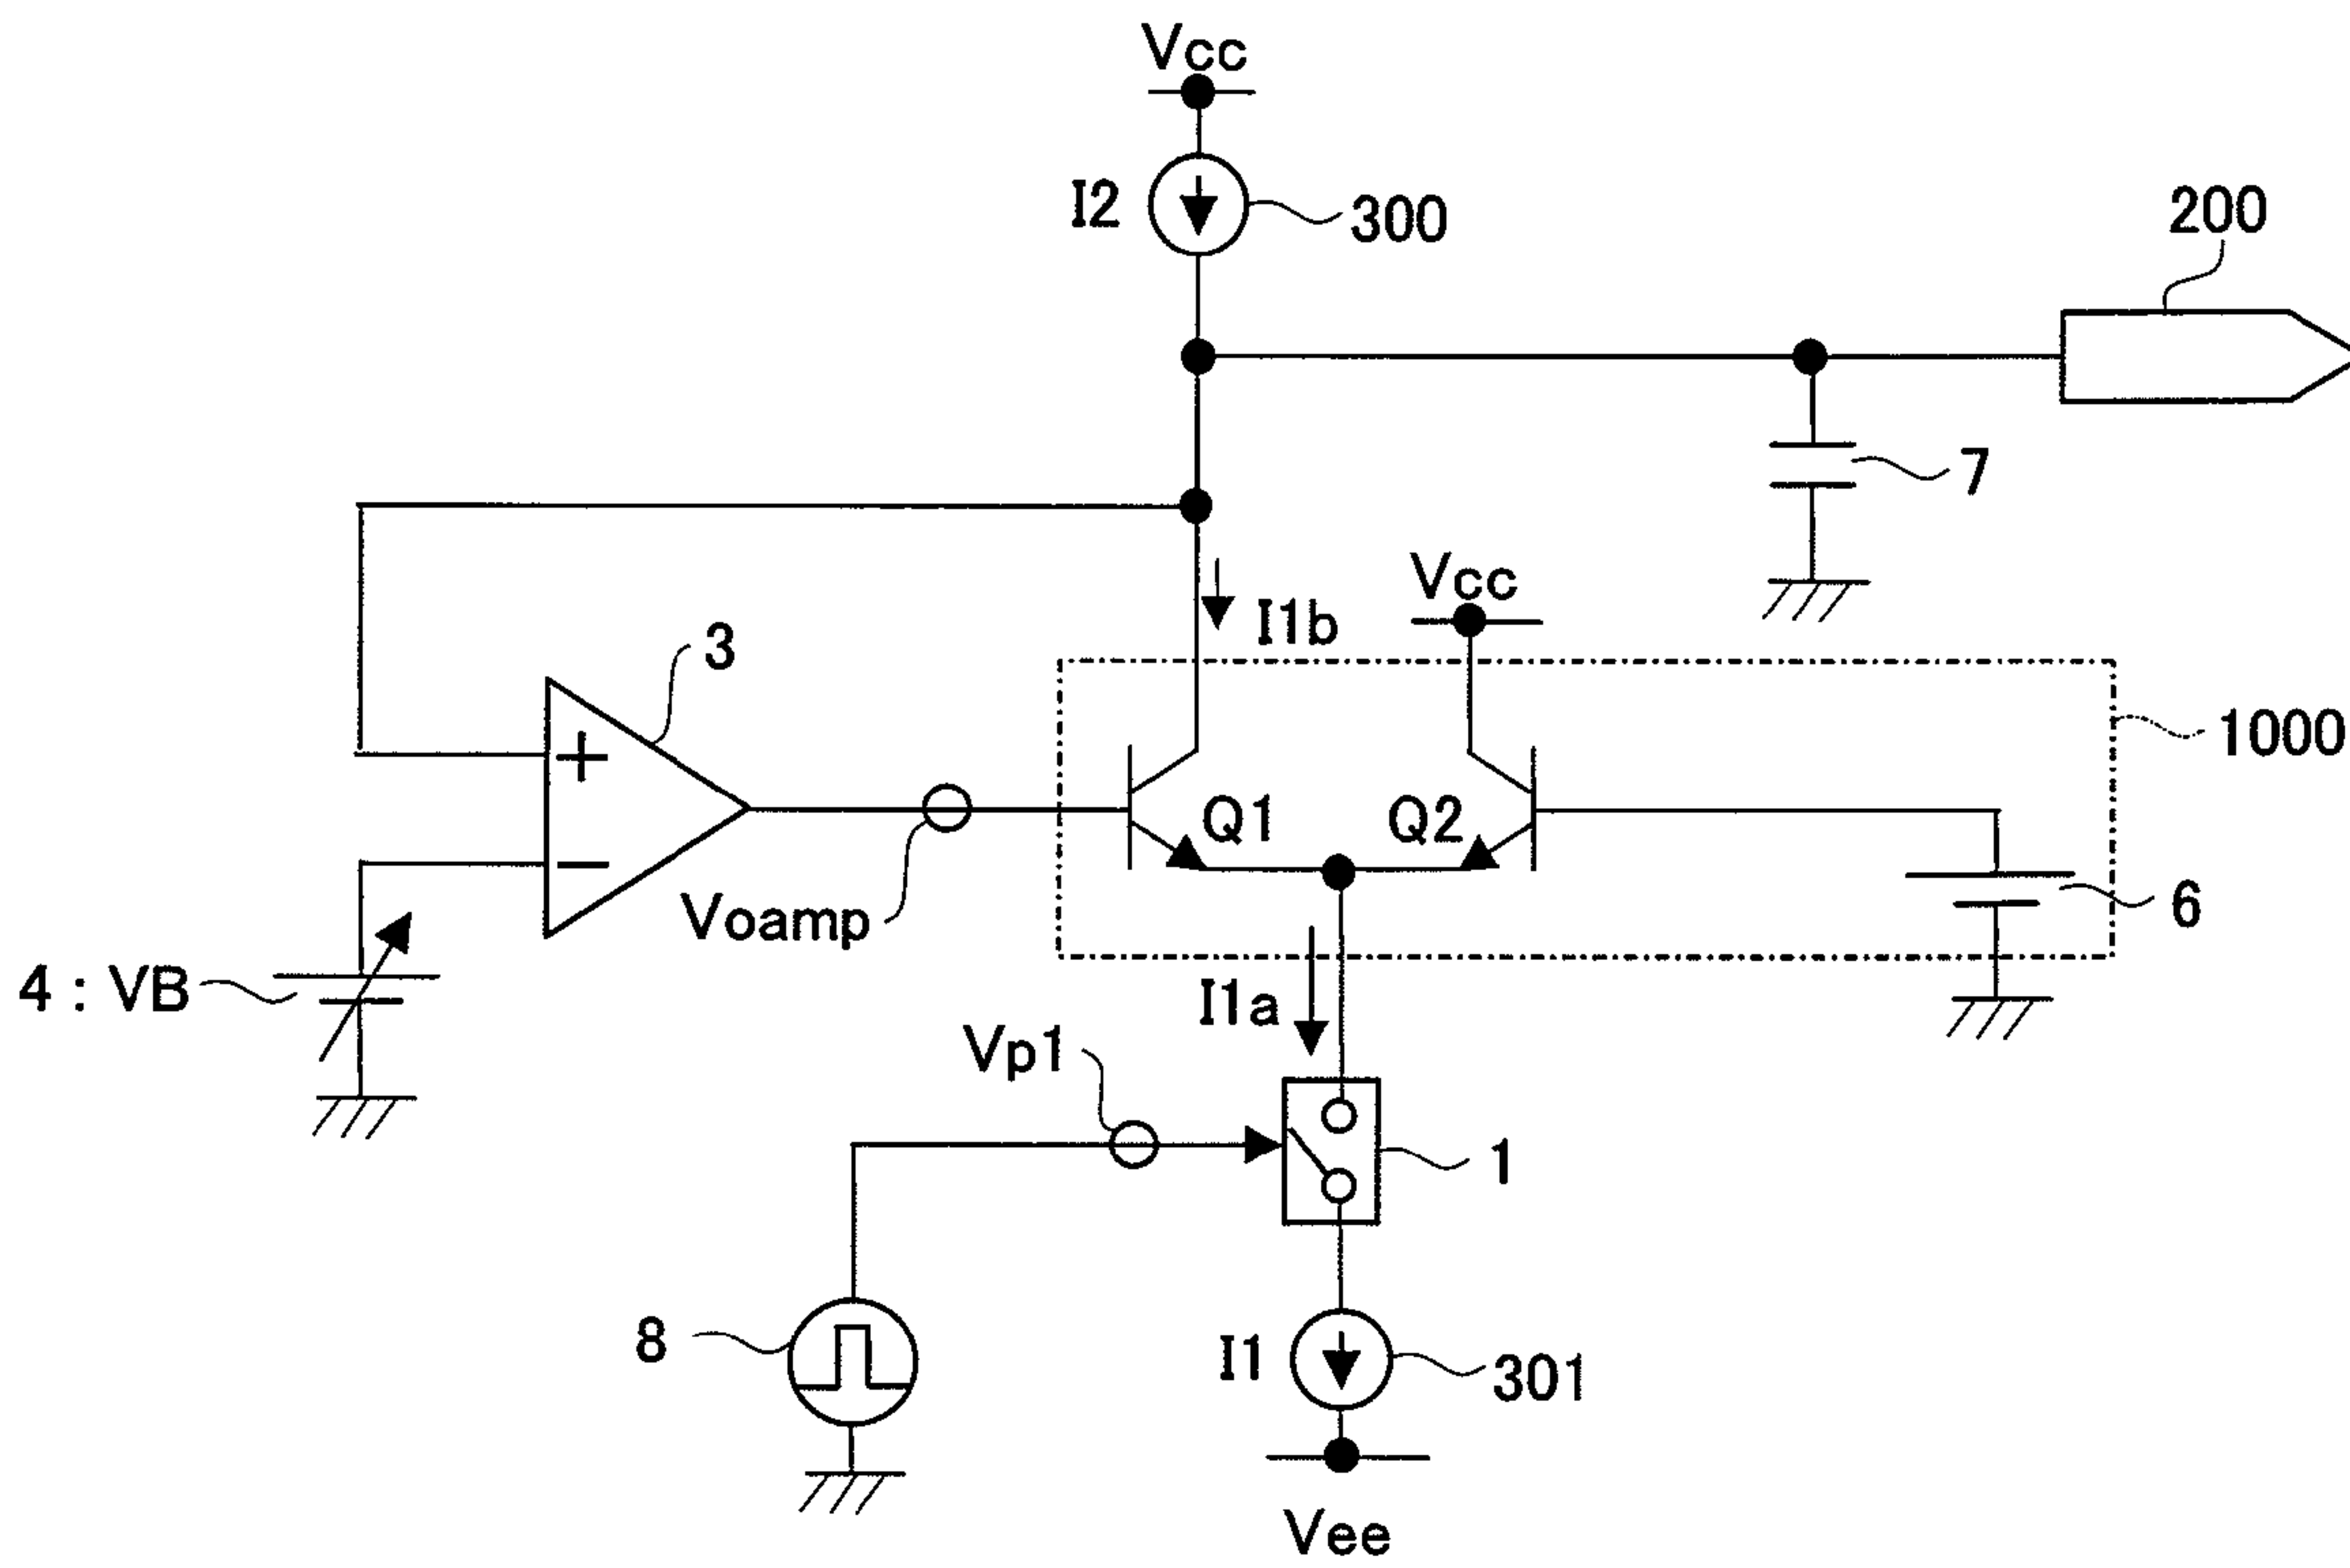 Vcc
I2
300
200
7
Vcc
I1b
3
+
1000
Q1
Q2
−
Voamp
6
4 : VB
I1a
Vp1
1
8
I1
301
Vee